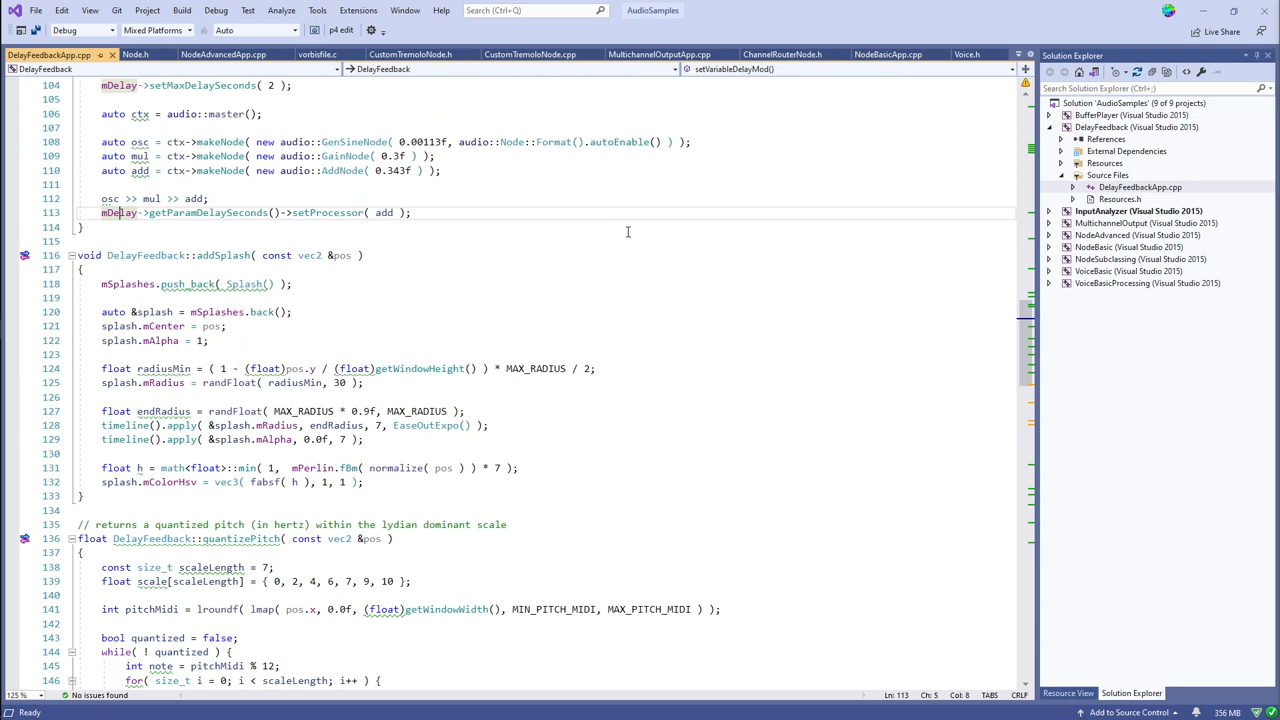 File Edit View Git Project Build Debug Test Analyze Tools Extensions Window Help Search (Ctrl+Q) AudioSamples
Debug Mixed Platforms Auto p4 edit Live Share
DelayFeedbackApp.cpp Node.h NodeAdvancedApp.cpp vorbisfile.c CustomTremoloNode.h CustomTremoloNode.cpp MultichannelOutputApp.cpp ChannelRouterNode.h NodeBasicApp.cpp Voice.h
DelayFeedback DelayFeedback setVariableDelayMod()
104 mDelay->setMaxDelaySeconds( 2 );
105
106 auto ctx = audio::master();
107
108 auto osc = ctx->makeNode( new audio::GenSineNode( 0.00113f, audio::Node::Format().autoEnable() ) );
109 auto mul = ctx->makeNode( new audio::GainNode( 0.3f ) );
110 auto add = ctx->makeNode( new audio::AddNode( 0.343f ) );
111
112 osc >> mul >> add;
113 mDelay->getParamDelaySeconds()->setProcessor( add );
114 }
115
116 void DelayFeedback::addSplash( const vec2 &pos )
117 {
118 mSplashes.push_back( Splash() );
119
120 auto &splash = mSplashes.back();
121 splash.mCenter = pos;
122 splash.mAlpha = 1;
123
124 float radiusMin = ( 1 - (float)pos.y / (float)getWindowHeight() ) * MAX_RADIUS / 2;
125 splash.mRadius = randFloat( radiusMin, 30 );
126
127 float endRadius = randFloat( MAX_RADIUS * 0.9f, MAX_RADIUS );
128 timeline().apply( &splash.mRadius, endRadius, 7, EaseOutExpo() );
129 timeline().apply( &splash.mAlpha, 0.0f, 7 );
130
131 float h = math<float>::min( 1, mPerlin.fBm( normalize( pos ) ) * 7 );
132 splash.mColorHsv = vec3( fabsf( h ), 1, 1 );
133 }
134
135 // returns a quantized pitch (in hertz) within the lydian dominant scale
136 float DelayFeedback::quantizePitch( const vec2 &pos )
137 {
138 const size_t scaleLength = 7;
139 float scale[scaleLength] = { 0, 2, 4, 6, 7, 9, 10 };
140
141 int pitchMidi = lroundf( lmap( pos.x, 0.0f, (float)getWindowWidth(), MIN_PITCH_MIDI, MAX_PITCH_MIDI ) );
142
143 bool quantized = false;
144 while( ! quantized ) {
145 int note = pitchMidi % 12;
146 for( size_t i = 0; i < scaleLength; i++ ) {
125 % No issues found Ln: 113 Ch: 5 Col: 8 TABS CRLF
Solution Explorer
Search Solution Explorer (Ctrl+;)
Solution 'AudioSamples' (9 of 9 projects)
BufferPlayer (Visual Studio 2015)
DelayFeedback (Visual Studio 2015)
References
External Dependencies
Resources
Source Files
DelayFeedbackApp.cpp
Resources.h
InputAnalyzer (Visual Studio 2015)
MultichannelOutput (Visual Studio 2015)
NodeAdvanced (Visual Studio 2015)
NodeBasic (Visual Studio 2015)
NodeSubclassing (Visual Studio 2015)
VoiceBasic (Visual Studio 2015)
VoiceBasicProcessing (Visual Studio 2015)
Resource View Solution Explorer
Ready Add to Source Control 356 MB